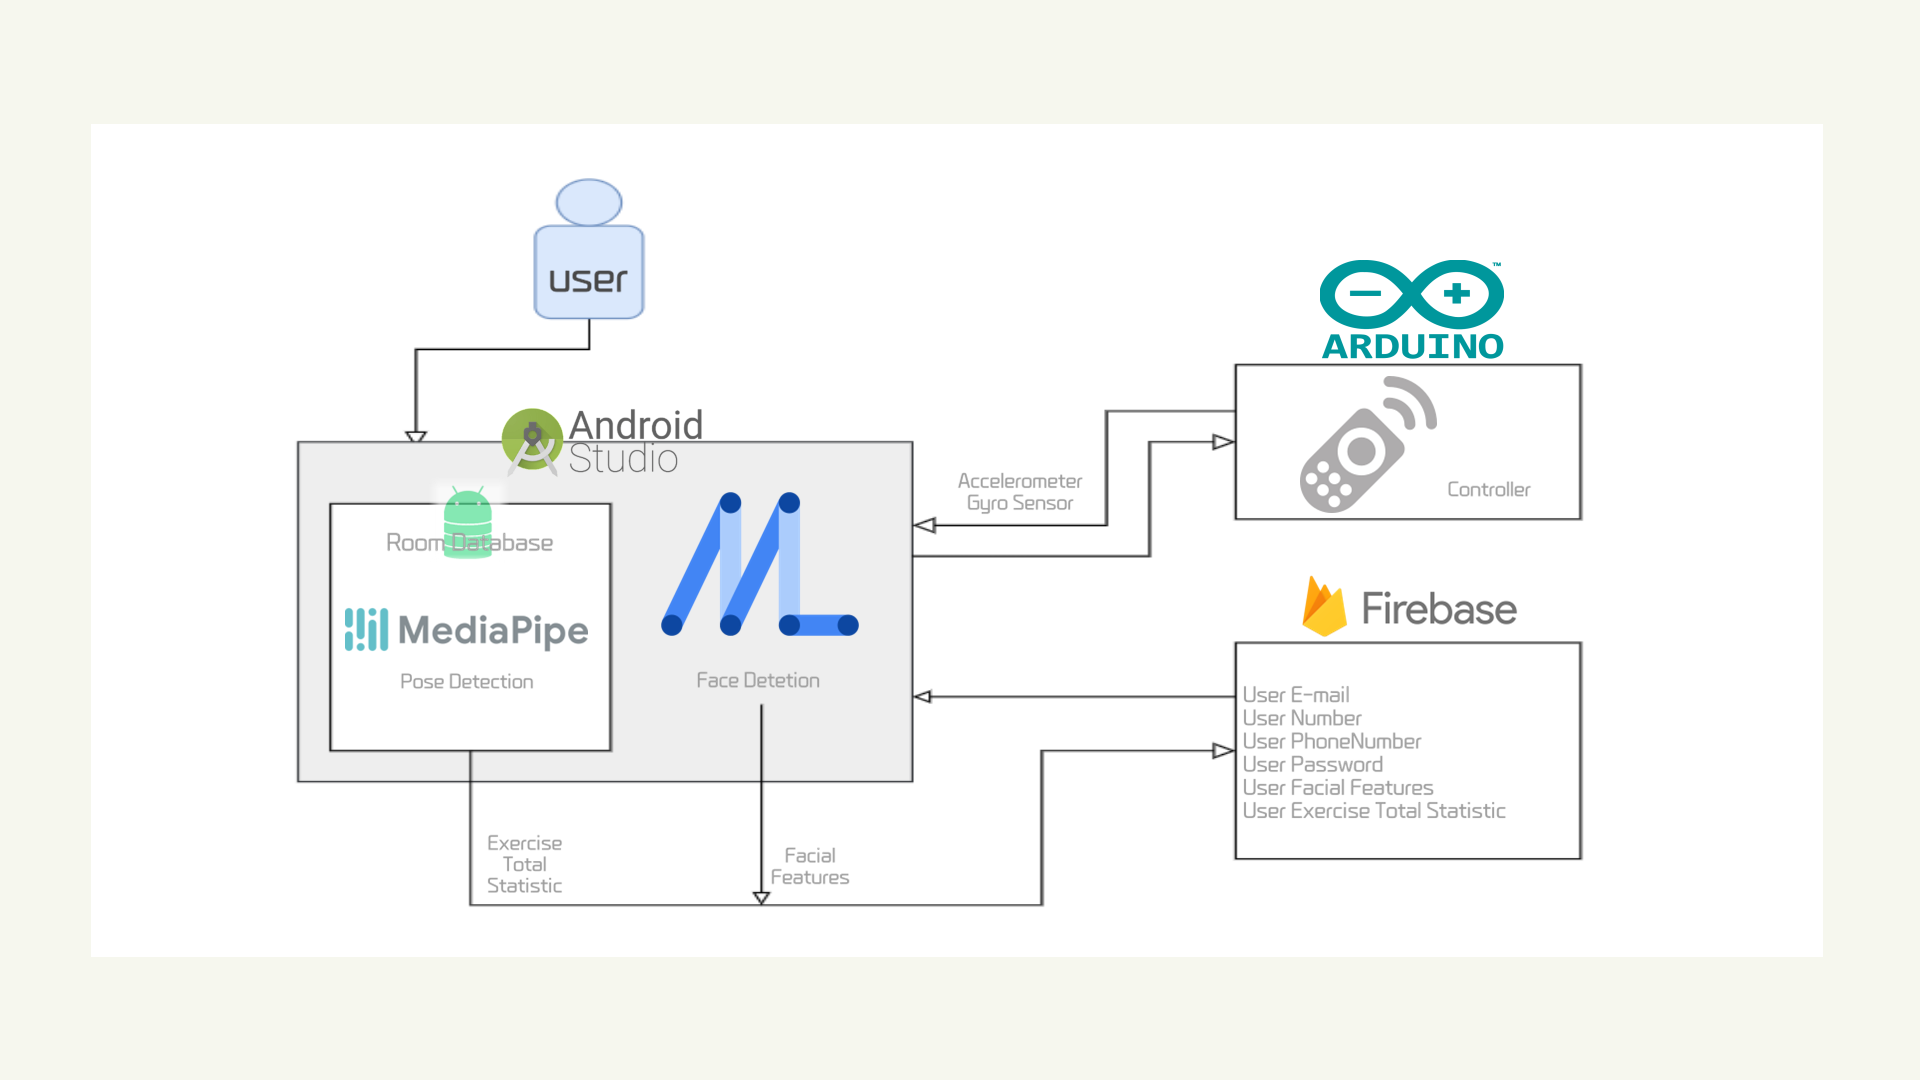 user
Android
Studio
Room Database
MediaPipe
Pose Detection
Face Detetion
Accelerometer
Gyro Sensor
ARDUINO
™
Controller
Firebase
User E-mail
User Number
User PhoneNumber
User Password
User Facial Features
User Exercise Total Statistic
Exercise
Total
Statistic
Facial
Features